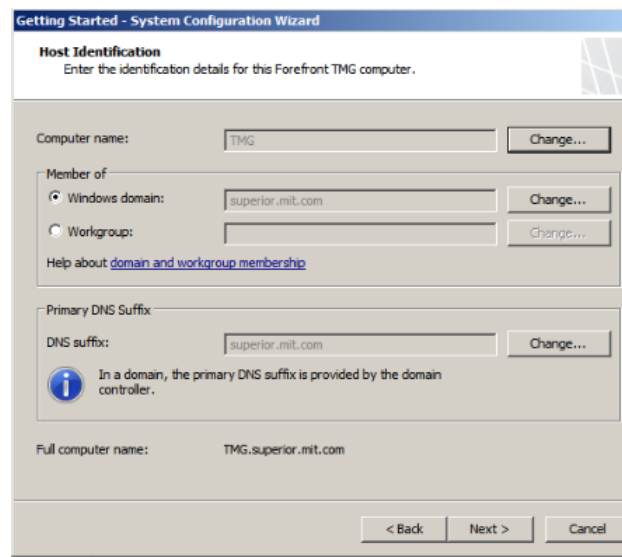 Getting Started - System Configuration Wizard
Host Identification
Enter the identification details for this Forefront TMG computer.
Computer name: TMG Change...
Member of
Windows domain: superior.mit.com Change...
Workgroup: Change...
Help about domain and workgroup membership
Primary DNS Suffix
DNS suffix: superior.mit.com Change...
In a domain, the primary DNS suffix is provided by the domain
controller.
Full computer name: TMG.superior.mit.com
< Back Next > Cancel